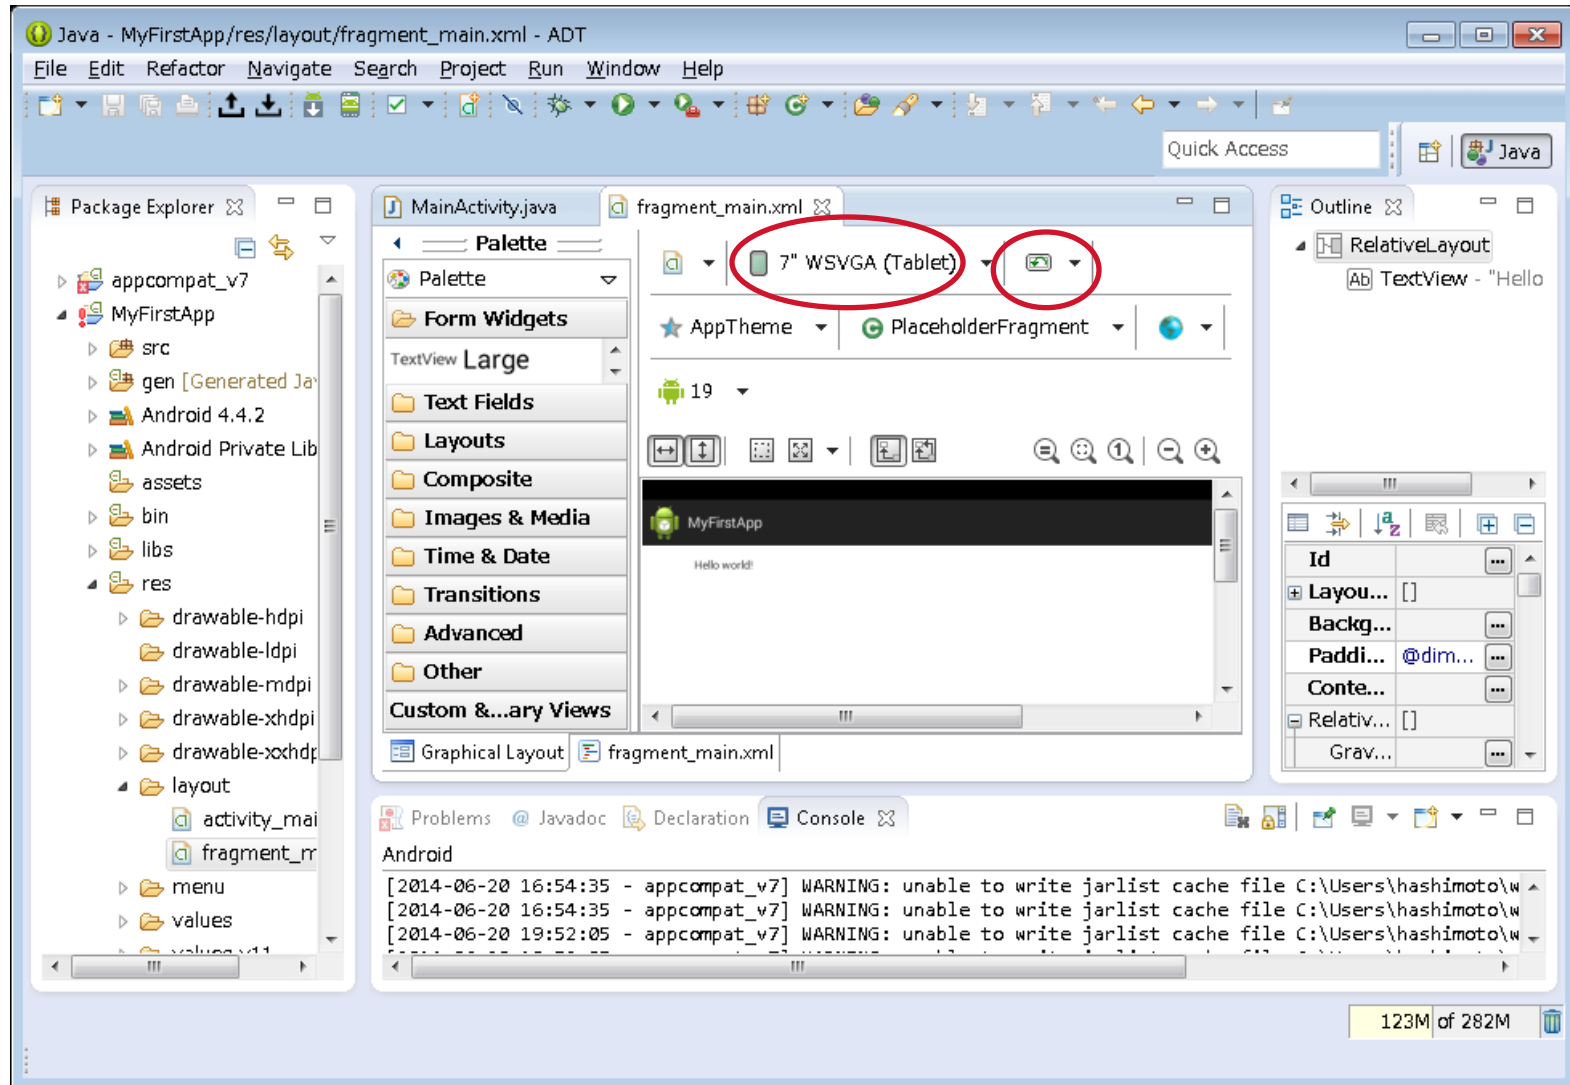 Java - MyFirstApp/res/layout/fragment_main.xml - ADT
File Edit Refactor Navigate Search Project Run Window Help
Quick Access
Java
Package Explorer
appcompat_v7
MyFirstApp
src
gen [Generated Ja
Android 4.4.2
Android Private Lib
assets
bin
libs
res
drawable-hdpi
drawable-ldpi
drawable-mdpi
drawable-xhdpi
drawable-xxhdp
layout
activity_mai
fragment_m
menu
values
values-v11
MainActivity.java
fragment_main.xml
Palette
Palette
Form Widgets
TextView Large
Text Fields
Layouts
Composite
Images & Media
Time & Date
Transitions
Advanced
Other
Custom &...ary Views
7" WSVGA (Tablet)
AppTheme
PlaceholderFragment
19
MyFirstApp
Hello world!
Graphical Layout
fragment_main.xml
Outline
RelativeLayout
Ab TextView - "Hello
Id
Layou... []
Backg...
Paddi... @dim...
Conte...
Relativ... []
Grav...
Problems @ Javadoc Declaration Console
Android
[2014-06-20 16:54:35 - appcompat_v7] WARNING: unable to write jarlist cache file C:\Users\hashimoto\w
[2014-06-20 16:54:35 - appcompat_v7] WARNING: unable to write jarlist cache file C:\Users\hashimoto\w
[2014-06-20 19:52:05 - appcompat_v7] WARNING: unable to write jarlist cache file C:\Users\hashimoto\w
123M of 282M